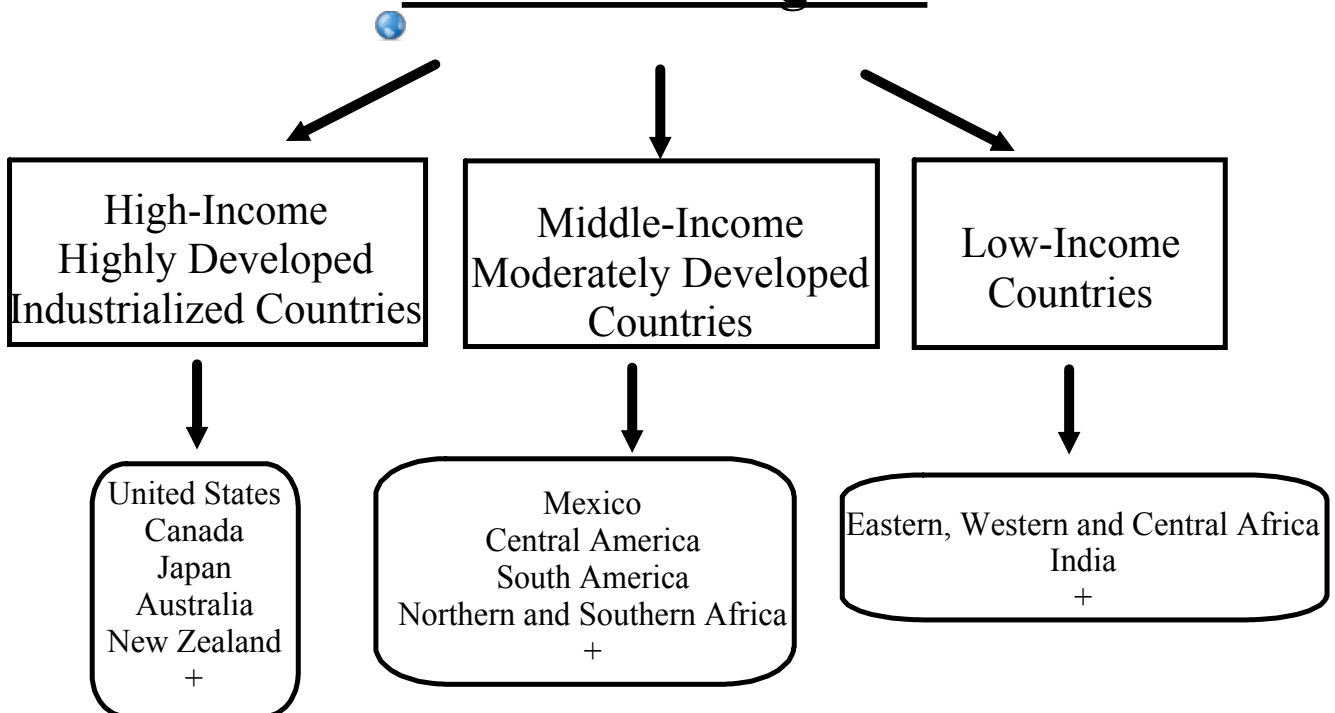 High-Income
Highly Developed
Industrialized Countries
Middle-Income
Moderately Developed
Countries
Low-Income
Countries
United States
Canada
Japan
Australia
New Zealand
+
Mexico
Central America
South America
Northern and Southern Africa
+
Eastern, Western and Central Africa
India
+